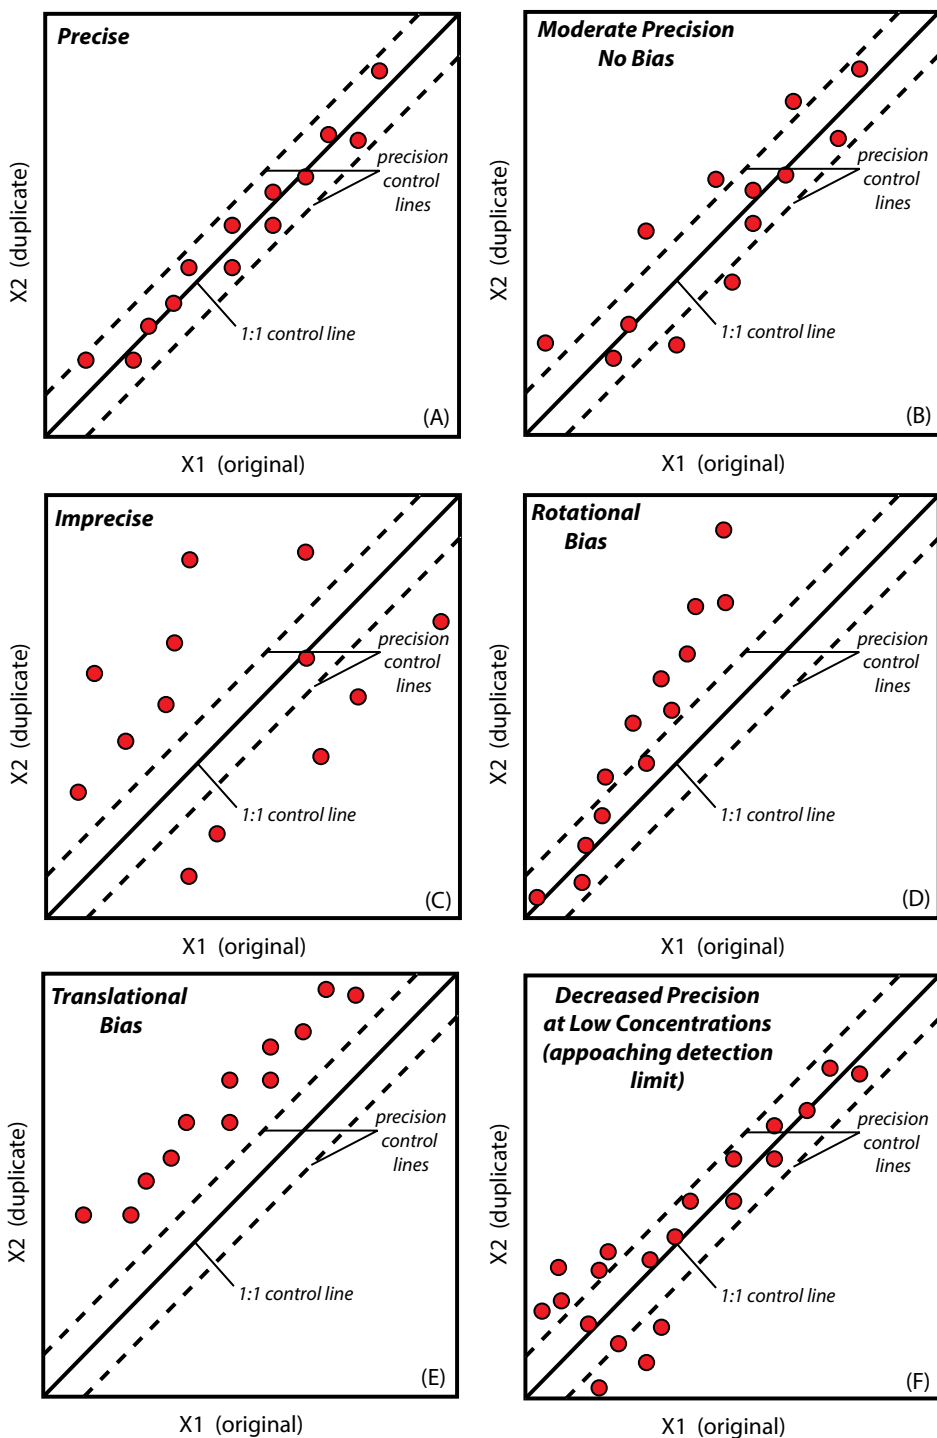 Precise
precision
control
lines
1:1 control line
(A)
X2 (duplicate)
X1 (original)
Moderate Precision
No Bias
precision
control
lines
1:1 control line
(B)
X2 (duplicate)
X1 (original)
Imprecise
precision
control
lines
1:1 control line
(C)
X2 (duplicate)
X1 (original)
Rotational
Bias
precision
control
lines
1:1 control line
(D)
X2 (duplicate)
X1 (original)
Translational
Bias
precision
control
lines
1:1 control line
(E)
X2 (duplicate)
X1 (original)
Decreased Precision
at Low Concentrations
(appoaching detection
limit)
precision
control
lines
1:1 control line
(F)
X2 (duplicate)
X1 (original)